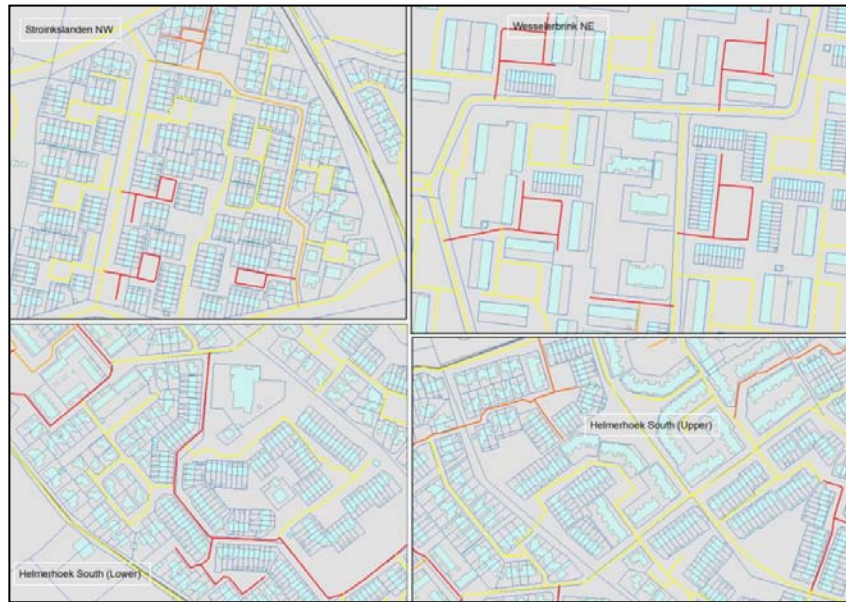 Stroinkslanden NW
Wesselerbrink NE
Helmerhoek South (Lower)
Helmerhoek South (Upper)